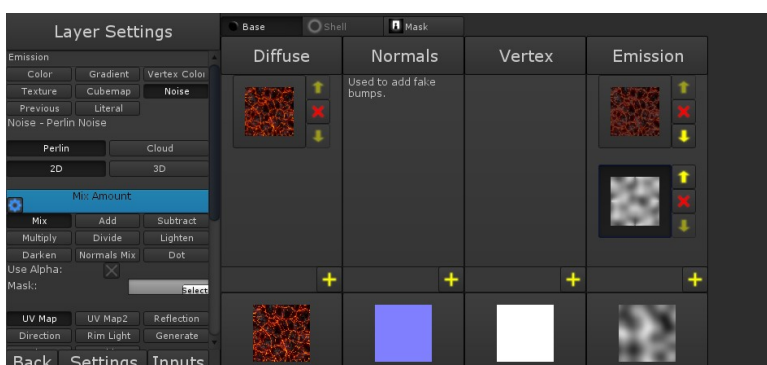 Layer Settings
Base
Shell
Mask
Emission
Color Gradient Vertex Color
Texture Cubemap Noise
Previous Literal
Noise - Perlin Noise
Perlin Cloud
2D 3D
Mix Amount
Mix Add Subtract
Multiply Divide Lighten
Darken Normals Mix Dot
Use Alpha:
Mask: Select
UV Map UV Map2 Reflection
Direction Rim Light Generate
Back Settings Inputs
Diffuse Normals Vertex Emission
Used to add fake
bumps.